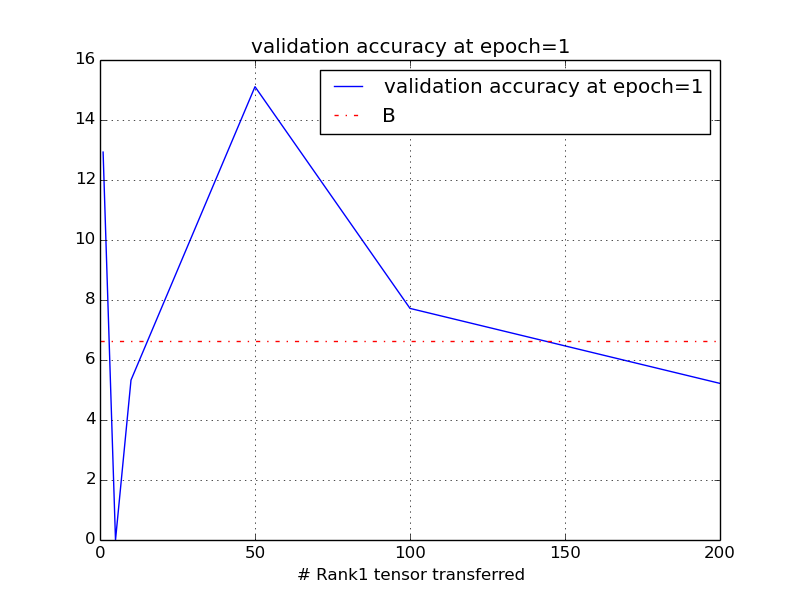 validation accuracy at epoch=1
16
14
12
10
8
6
4
2
0
validation accuracy at epoch=1
B
0 50 100 150 200
# Rank1 tensor transferred